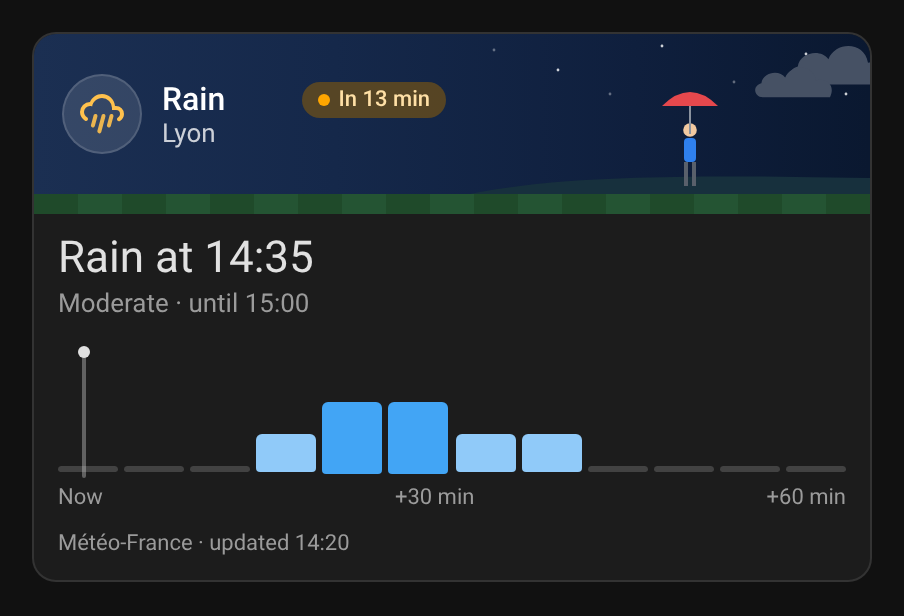 Rain
In 13 min
Lyon
Rain at 14:35
Moderate · until 15:00
Now
+30 min
+60 min
Météo-France · updated 14:20